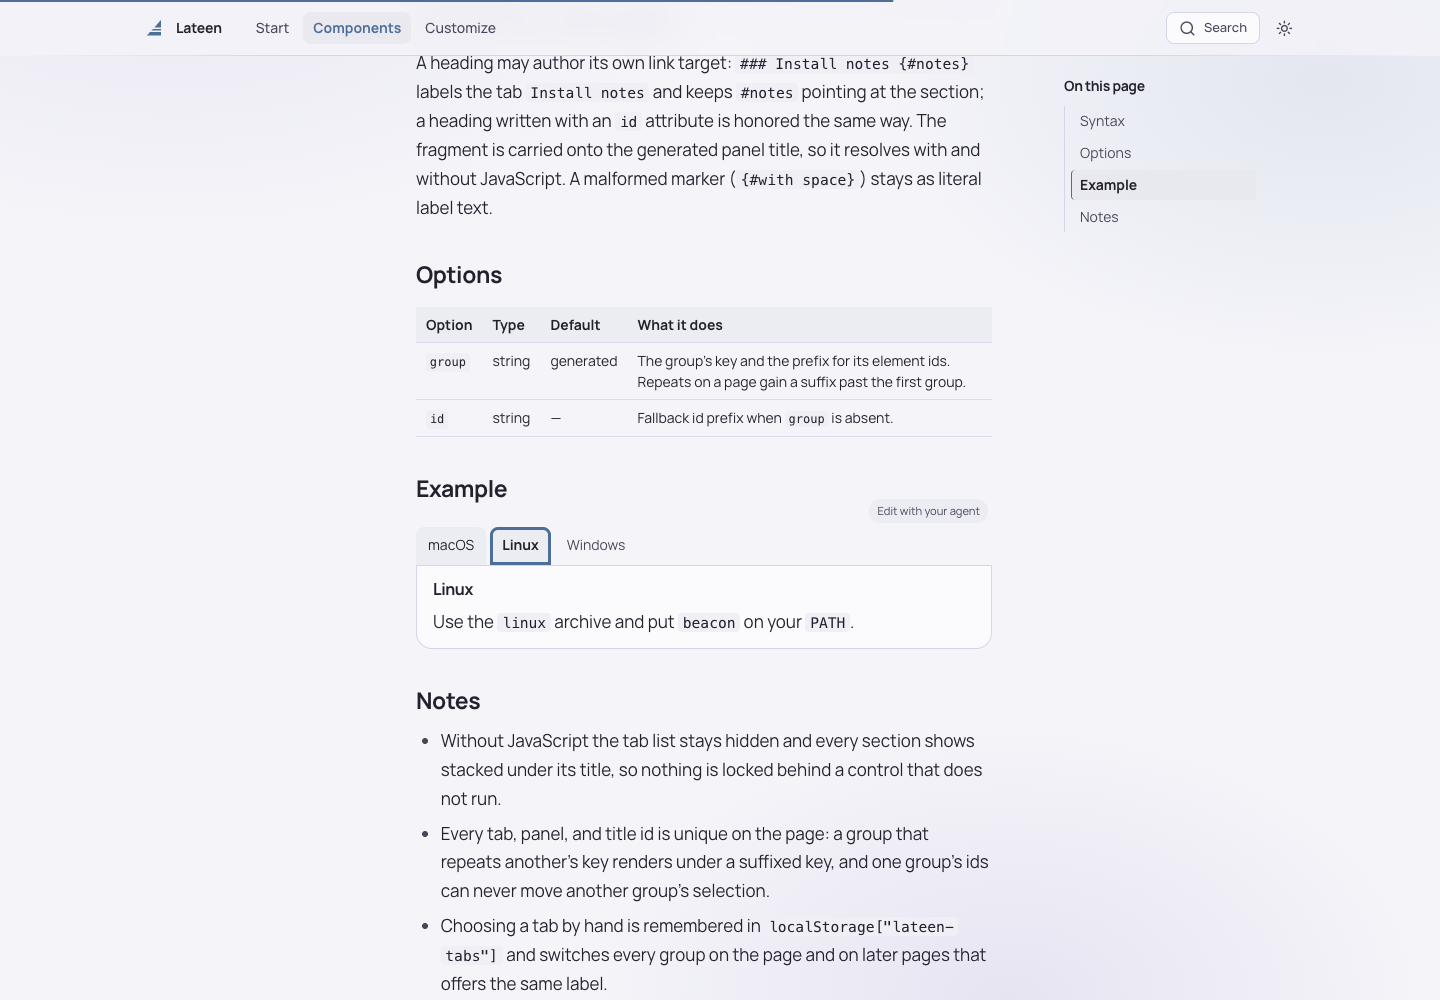 Lateen
Start
Components
Customize
Search
A heading may author its own link target: ### Install notes {#notes}
labels the tab Install notes and keeps #notes pointing at the section;
a heading written with an id attribute is honored the same way. The
fragment is carried onto the generated panel title, so it resolves with and
without JavaScript. A malformed marker ( {#with space} ) stays as literal
label text.
On this page
Syntax
Options
Example
Notes
Options
Option Type Default What it does
group string generated The group’s key and the prefix for its element ids.
Repeats on a page gain a suffix past the first group.
id string — Fallback id prefix when group is absent.
Example
Edit with your agent
macOS Linux Windows
Linux
Use the linux archive and put beacon on your PATH .
Notes
• Without JavaScript the tab list stays hidden and every section shows
stacked under its title, so nothing is locked behind a control that does
not run.
• Every tab, panel, and title id is unique on the page: a group that
repeats another’s key renders under a suffixed key, and one group’s ids
can never move another group’s selection.
• Choosing a tab by hand is remembered in localStorage["lateen-
tabs"] and switches every group on the page and on later pages that
offers the same label.